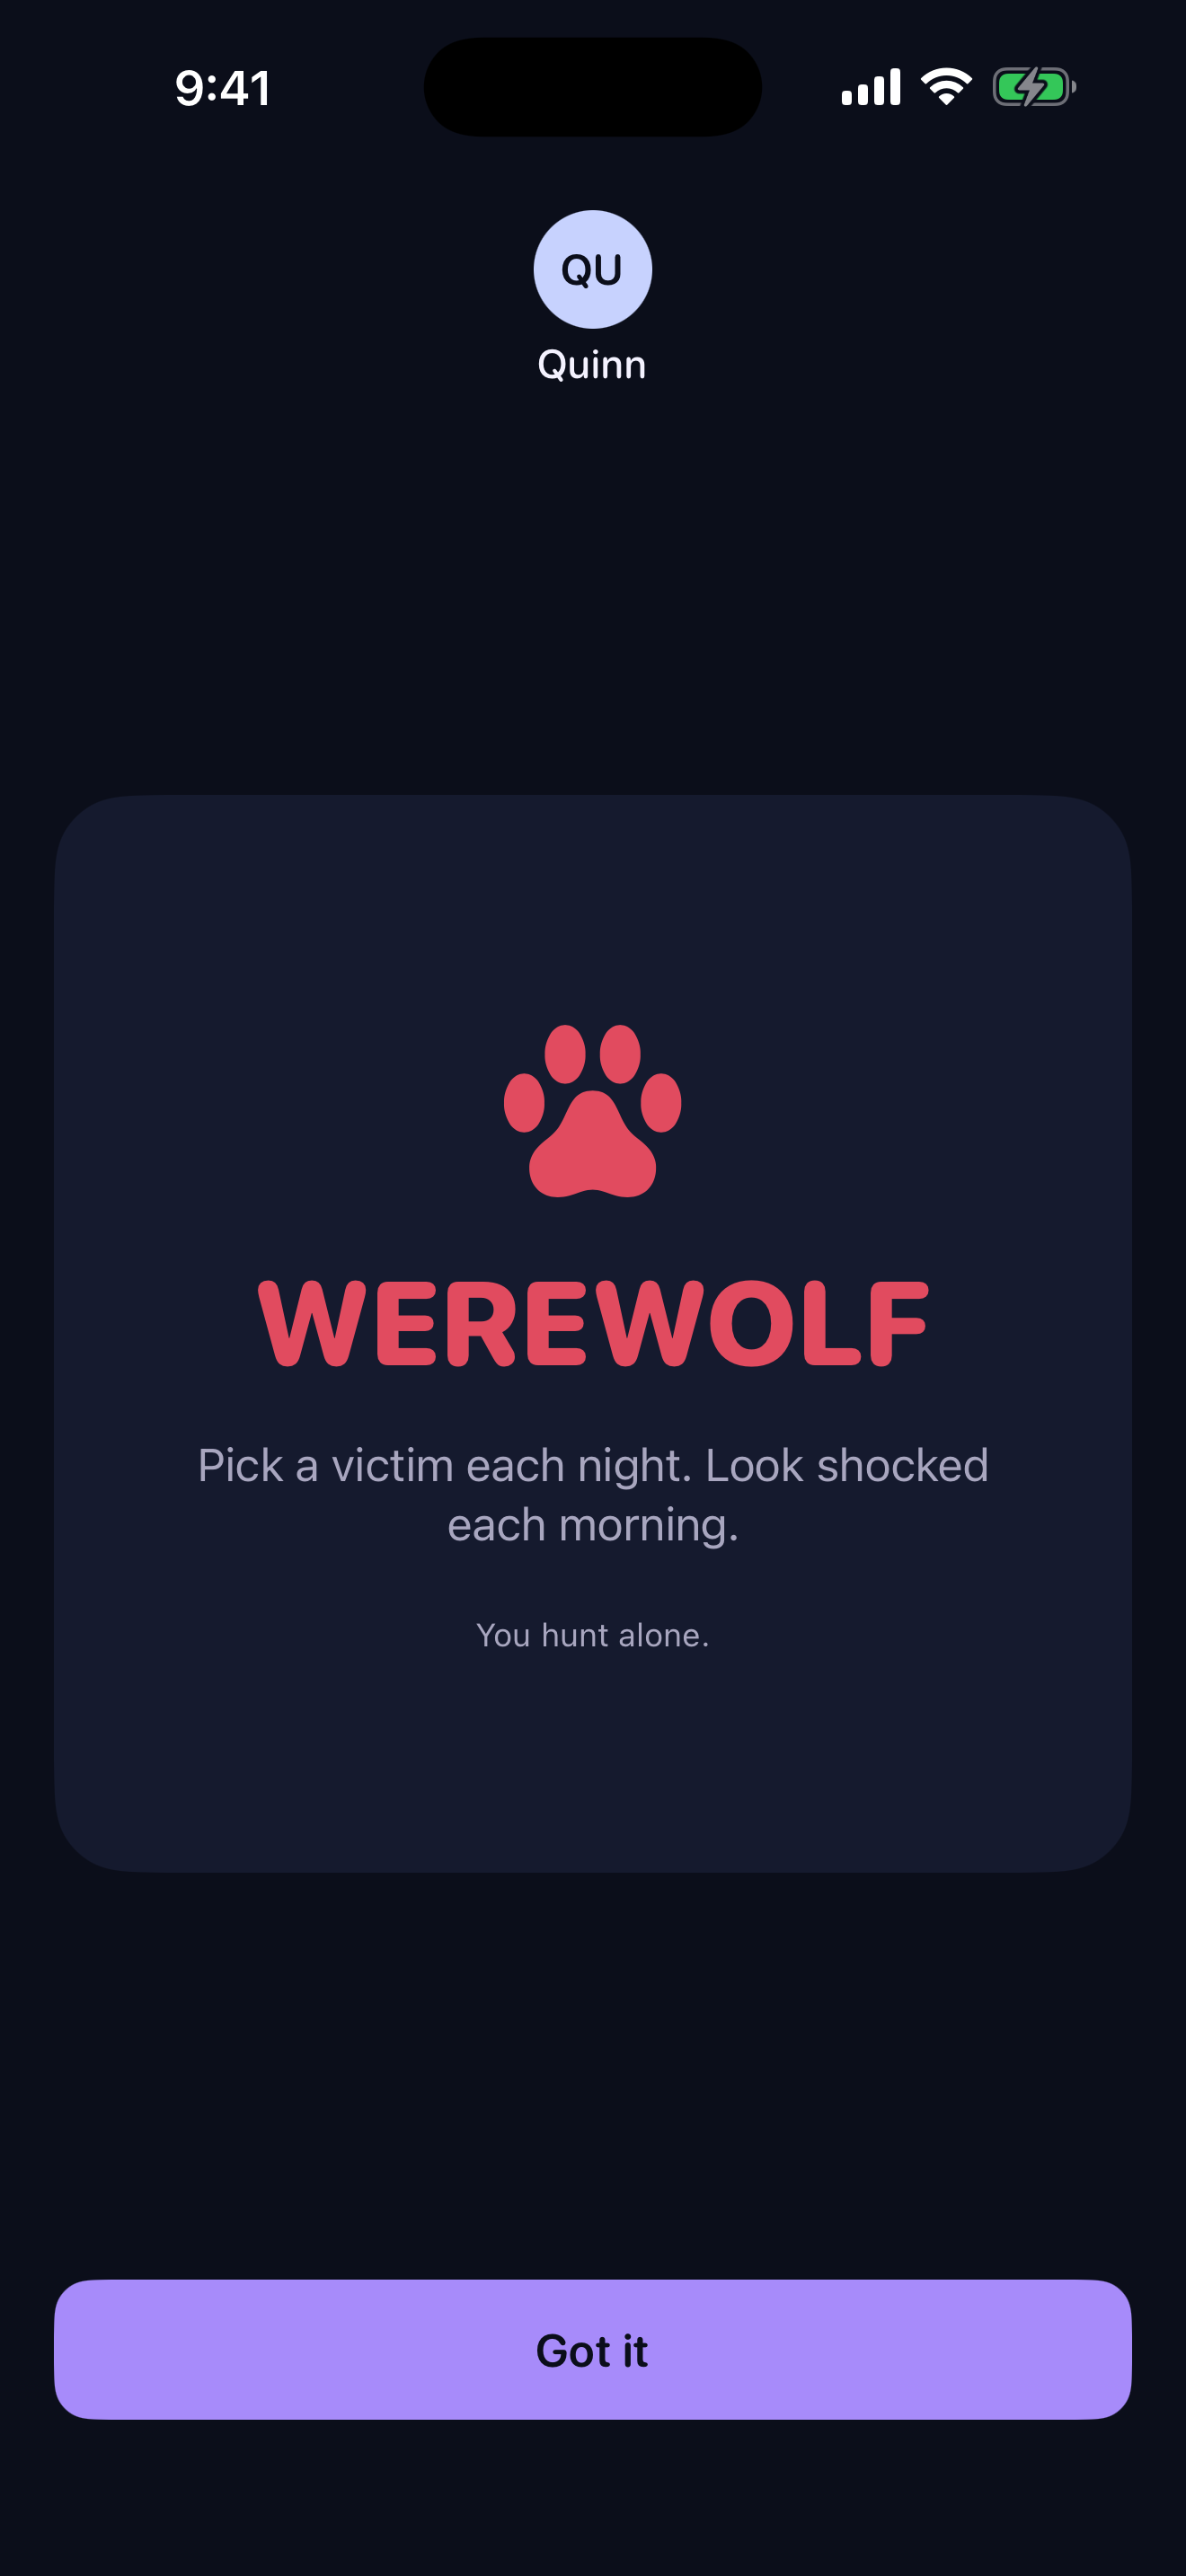 9:41
QU
Quinn
WEREWOLF
Pick a victim each night. Look shocked
each morning.
You hunt alone.
Got it